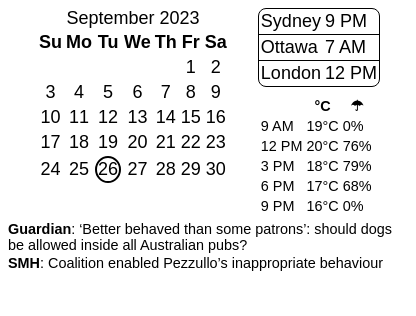 September 2023
Su Mo Tu We Th Fr Sa
1 2
3 4 5 6 7 8 9
10 11 12 13 14 15 16
17 18 19 20 21 22 23
24 25 26 27 28 29 30
Sydney 9 PM
Ottawa 7 AM
London 12 PM
°C ☂
9 AM 19°C 0%
12 PM 20°C 76%
3 PM 18°C 79%
6 PM 17°C 68%
9 PM 16°C 0%
Guardian: ‘Better behaved than some patrons’: should dogs
be allowed inside all Australian pubs?
SMH: Coalition enabled Pezzullo’s inappropriate behaviour